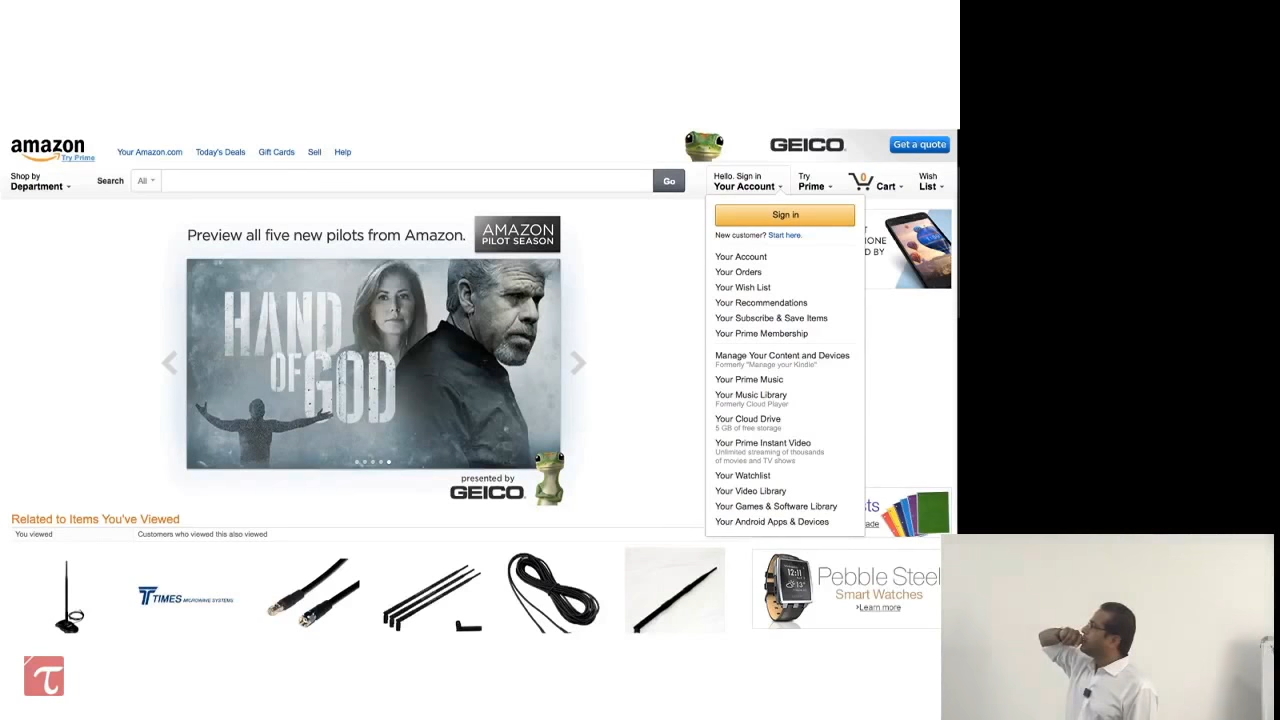 amazon
Try Prime
Your Amazon.com Today's Deals Gift Cards Sell Help
GEICO
Get a quote
Shop by
Department
Search
All
Go
Hello. Sign in
Your Account
Try
Prime
0
Cart
Wish
List
Sign in
New customer? Start here.
Your Account
Your Orders
Your Wish List
Your Recommendations
Your Subscribe & Save Items
Your Prime Membership
Manage Your Content and Devices
Formerly "Manage your Kindle"
Your Prime Music
Your Music Library
Formerly Cloud Player
Your Cloud Drive
5 GB of free storage
Your Prime Instant Video
Unlimited streaming of thousands
of movies and TV shows
Your Watchlist
Your Video Library
Your Games & Software Library
Your Android Apps & Devices
Preview all five new pilots from Amazon.
AMAZON
PILOT SEASON
HAND
OF GOD
presented by
GEICO
Related to Items You've Viewed
You viewed
Customers who viewed this also viewed
TIMES MICROWAVE SYSTEMS
12:11
Pebble Steel
Smart Watches
Learn more
τ